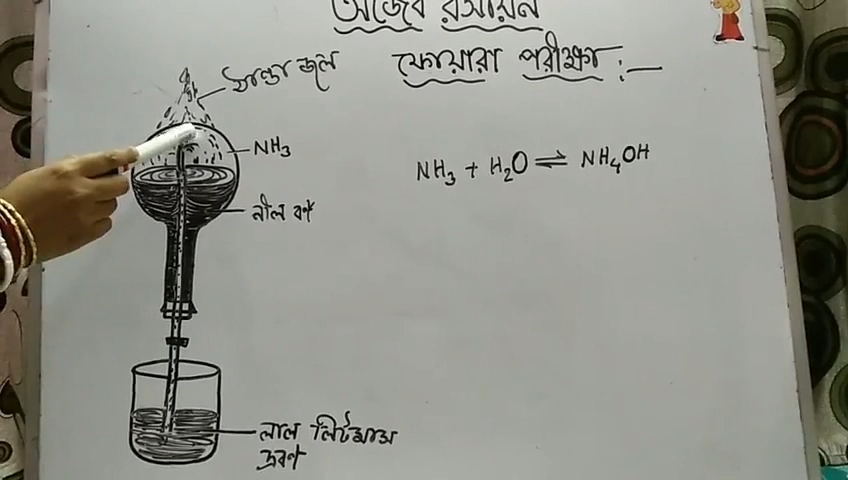 অজৈব রসায়ন
ফোয়ারা পরীক্ষা :—
ঠাণ্ডা জল
NH₃
NH₃ + H₂O ⇌ NH₄OH
নীল বর্ণ
লাল লিটমাস
দ্রবণ